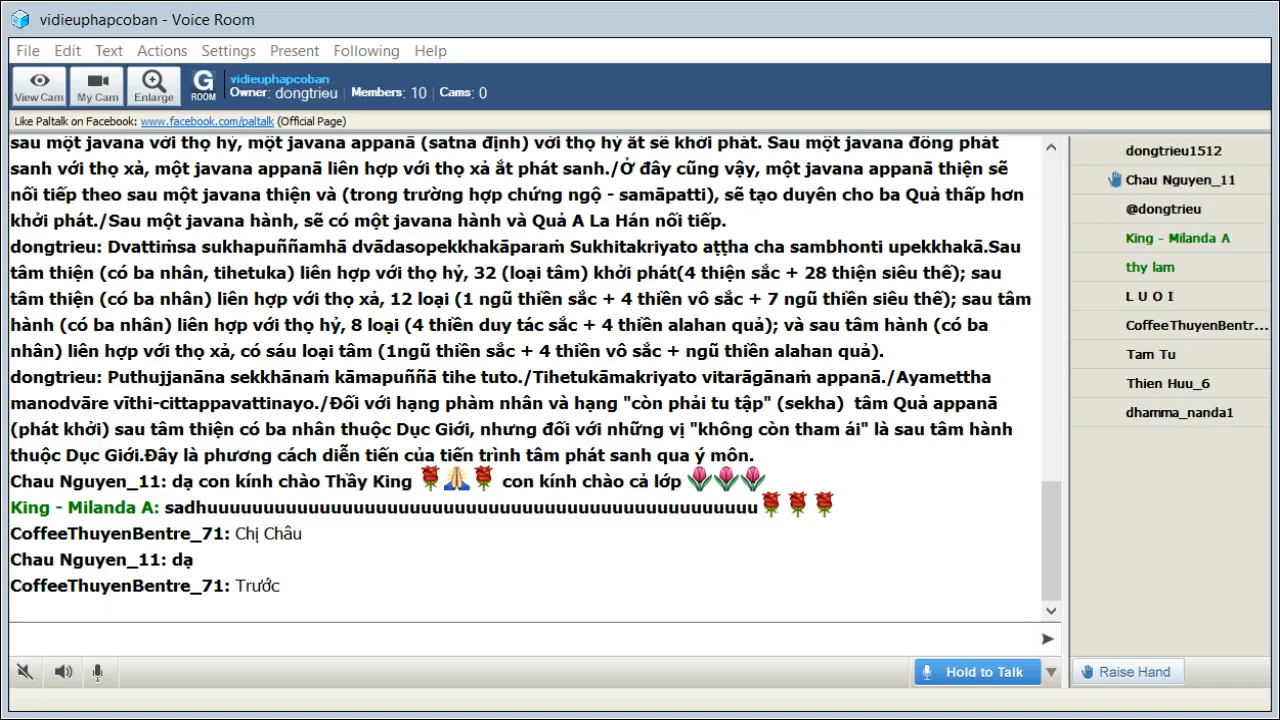 vidieuphapcoban - Voice Room
File Edit Text Actions Settings Present Following Help
View Cam My Cam Enlarge G ROOM
vidieuphapcoban
Owner: dongtrieu | Members: 10 | Cams: 0
Like Paltalk on Facebook: www.facebook.com/paltalk (Official Page)
sau một javana với thọ hỷ, một javana appanā (satna định) với thọ hỷ ắt sẽ khởi phát. Sau một javana đồng phát
sanh với thọ xả, một javana appanā liên hợp với thọ xả ắt phát sanh./Ở đây cũng vậy, một javana appanā thiện sẽ
nối tiếp theo sau một javana thiện và (trong trường hợp chứng ngộ - samāpatti), sẽ tạo duyên cho ba Quả thấp hơn
khởi phát./Sau một javana hành, sẽ có một javana hành và Quả A La Hán nối tiếp.
dongtrieu: Dvattiṁsa sukhapuññamhā dvādasopekkhakāparaṁ Sukhitakriyato aṭṭha cha sambhonti upekkhakā.Sau
tâm thiện (có ba nhân, tihetuka) liên hợp với thọ hỷ, 32 (loại tâm) khởi phát(4 thiện sắc + 28 thiện siêu thế); sau
tâm thiện (có ba nhân) liên hợp với thọ xả, 12 loại (1 ngũ thiền sắc + 4 thiền vô sắc + 7 ngũ thiền siêu thế); sau tâm
hành (có ba nhân) liên hợp với thọ hỷ, 8 loại (4 thiền duy tác sắc + 4 thiền alahan quả); và sau tâm hành (có ba
nhân) liên hợp với thọ xả, có sáu loại tâm (1ngũ thiền sắc + 4 thiền vô sắc + ngũ thiền alahan quả).
dongtrieu: Puthujjanāna sekkhānaṁ kāmapuññā tihe tuto./Tihetukāmakriyato vitarāgānaṁ appanā./Ayamettha
manodvāre vīthi-cittappavattinayo./Đối với hạng phàm nhân và hạng "còn phải tu tập" (sekha) tâm Quả appanā
(phát khởi) sau tâm thiện có ba nhân thuộc Dục Giới, nhưng đối với những vị "không còn tham ái" là sau tâm hành
thuộc Dục Giới.Đây là phương cách diễn tiến của tiến trình tâm phát sanh qua ý môn.
Chau Nguyen_11: dạ con kính chào Thầy King 🌹🙏🌹 con kính chào cả lớp 🌷🌷🌷
King - Milanda A: sadhuuuuuuuuuuuuuuuuuuuuuuuuuuuuuuuuuuuuuuuuuuuuuuuuu🌹🌹🌹
CoffeeThuyenBentre_71: Chị Châu
Chau Nguyen_11: dạ
CoffeeThuyenBentre_71: Trước
Hold to Talk
dongtrieu1512
Chau Nguyen_11
@dongtrieu
King - Milanda A
thy lam
L U O I
CoffeeThuyenBentr...
Tam Tu
Thien Huu_6
dhamma_nanda1
Raise Hand